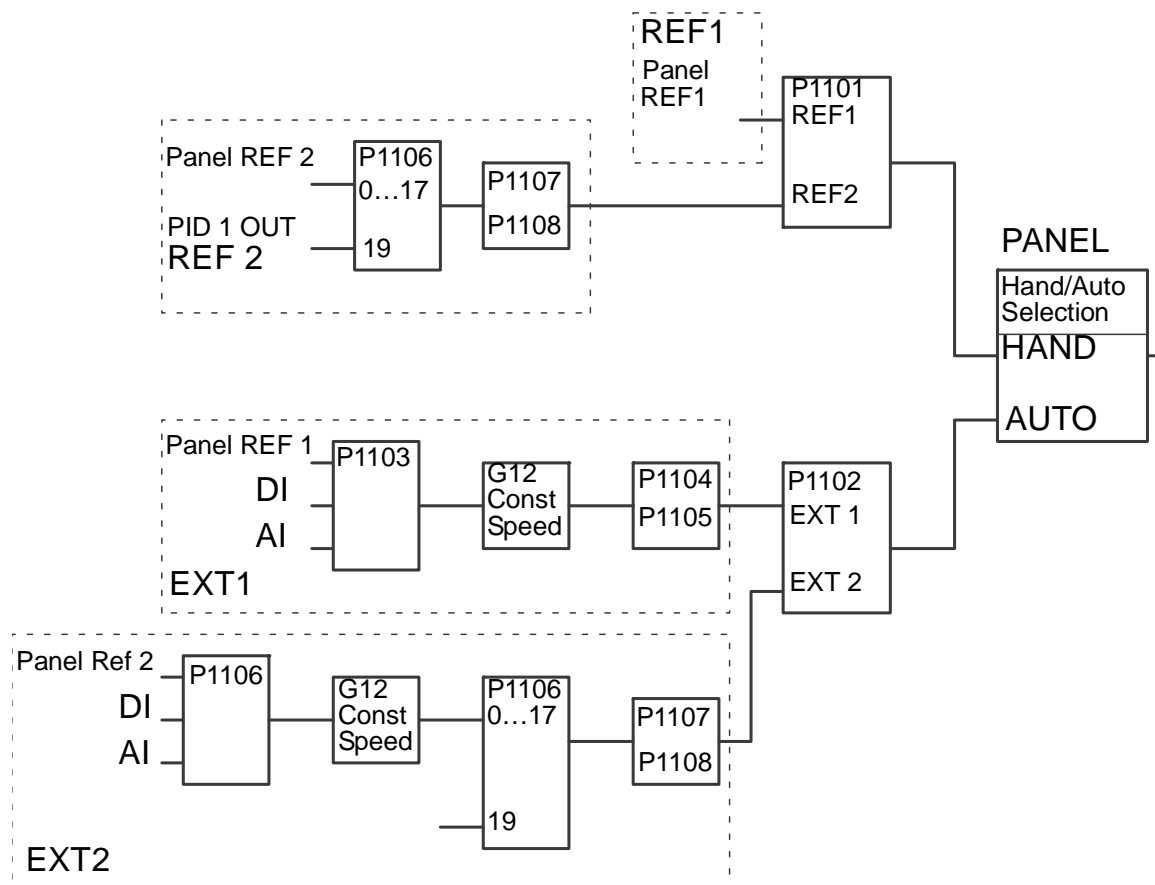 REF1
Panel
REF1
P1101
REF1
REF2
Panel REF 2
PID 1 OUT
REF 2
P1106
0...17
19
P1107
P1108
PANEL
Hand/Auto
Selection
HAND
AUTO
Panel REF 1
DI
AI
EXT1
P1103
G12
Const
Speed
P1104
P1105
P1102
EXT 1
EXT 2
Panel Ref 2
DI
AI
EXT2
P1106
G12
Const
Speed
P1106
0...17
19
P1107
P1108